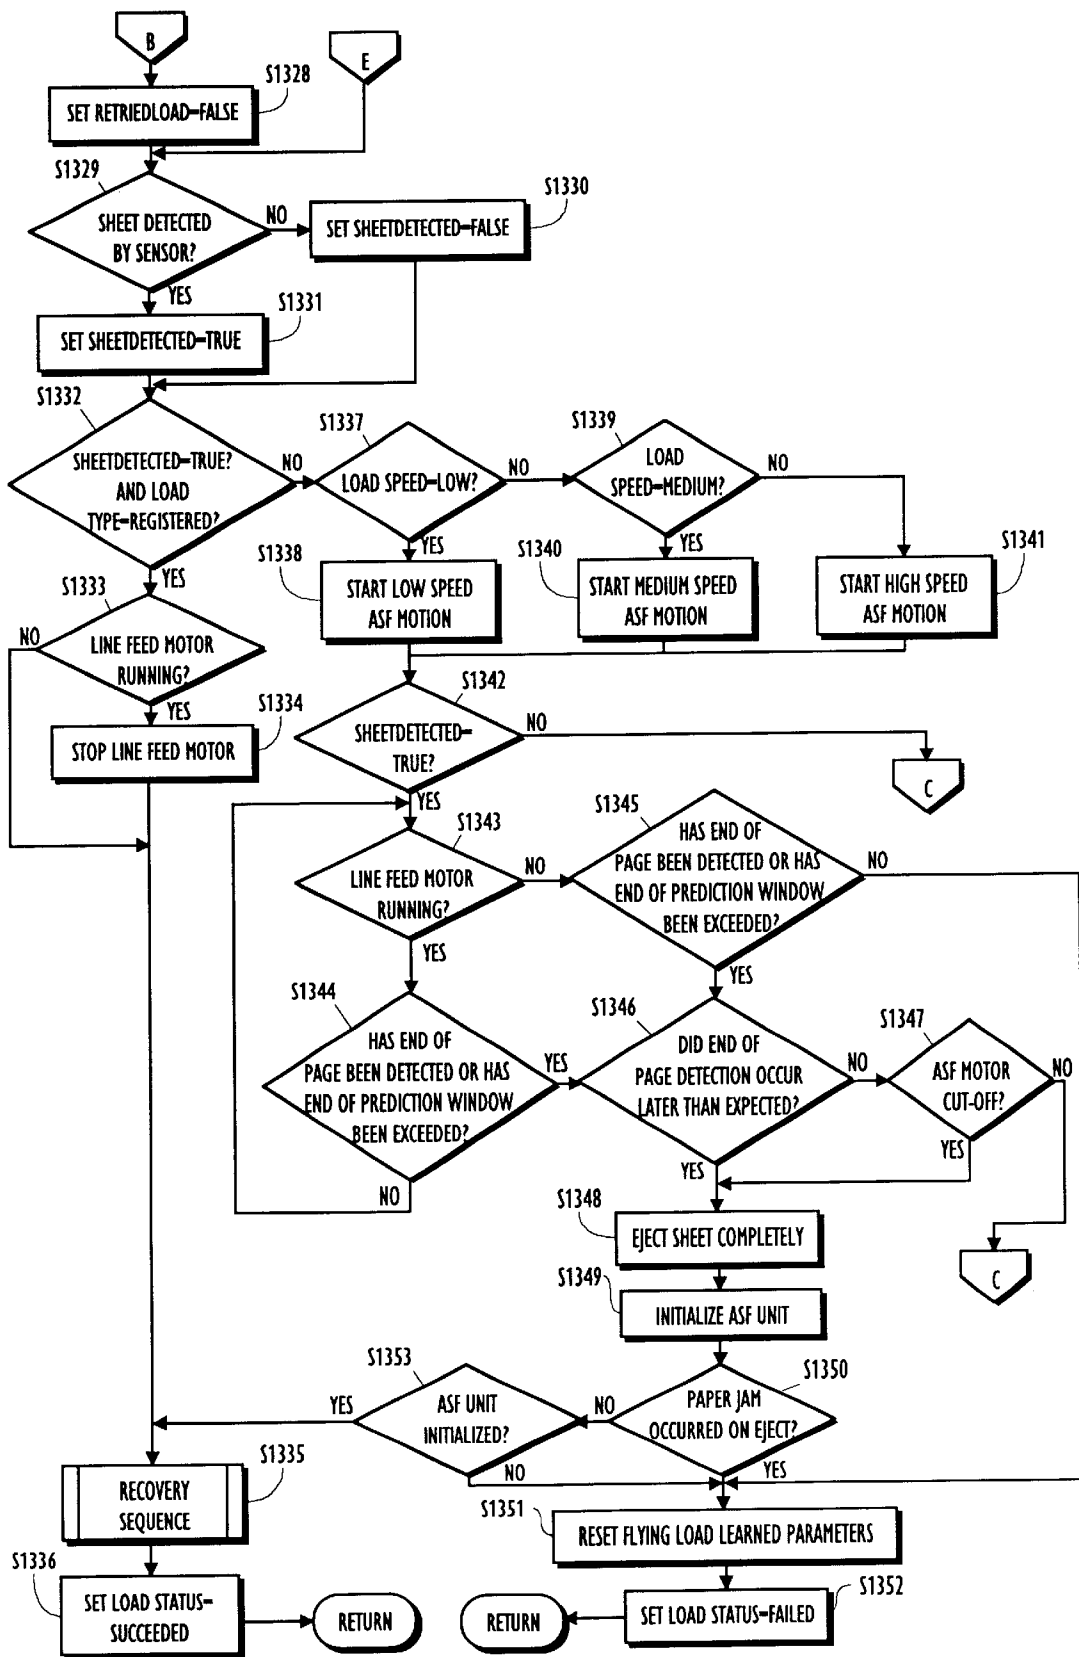 B
E
S1328
SET RETRIEDLOAD=FALSE
S1329
SHEET DETECTED
BY SENSOR?
NO
S1330
SET SHEETDETECTED=FALSE
YES
S1331
SET SHEETDETECTED=TRUE
S1332
SHEETDETECTED=TRUE?
AND LOAD
TYPE=REGISTERED?
NO
S1337
LOAD SPEED=LOW?
NO
S1339
LOAD
SPEED=MEDIUM?
NO
YES
S1333
LINE FEED MOTOR
RUNNING?
NO
YES
S1338
START LOW SPEED
ASF MOTION
YES
S1340
START MEDIUM SPEED
ASF MOTION
S1341
START HIGH SPEED
ASF MOTION
YES
S1334
STOP LINE FEED MOTOR
S1342
SHEETDETECTED=
TRUE?
NO
C
YES
S1343
LINE FEED MOTOR
RUNNING?
NO
S1345
HAS END OF
PAGE BEEN DETECTED OR HAS
END OF PREDICTION WINDOW
BEEN EXCEEDED?
NO
YES
S1344
HAS END OF
PAGE BEEN DETECTED OR HAS
END OF PREDICTION WINDOW
BEEN EXCEEDED?
YES
NO
YES
S1346
DID END OF
PAGE DETECTION OCCUR
LATER THAN EXPECTED?
NO
S1347
ASF MOTOR
CUT-OFF?
NO
YES
YES
C
S1348
EJECT SHEET COMPLETELY
S1349
INITIALIZE ASF UNIT
S1350
PAPER JAM
OCCURRED ON EJECT?
NO
YES
S1353
ASF UNIT
INITIALIZED?
YES
NO
S1335
RECOVERY
SEQUENCE
S1351
RESET FLYING LOAD LEARNED PARAMETERS
S1336
SET LOAD STATUS=
SUCCEEDED
RETURN
RETURN
S1352
SET LOAD STATUS=FAILED